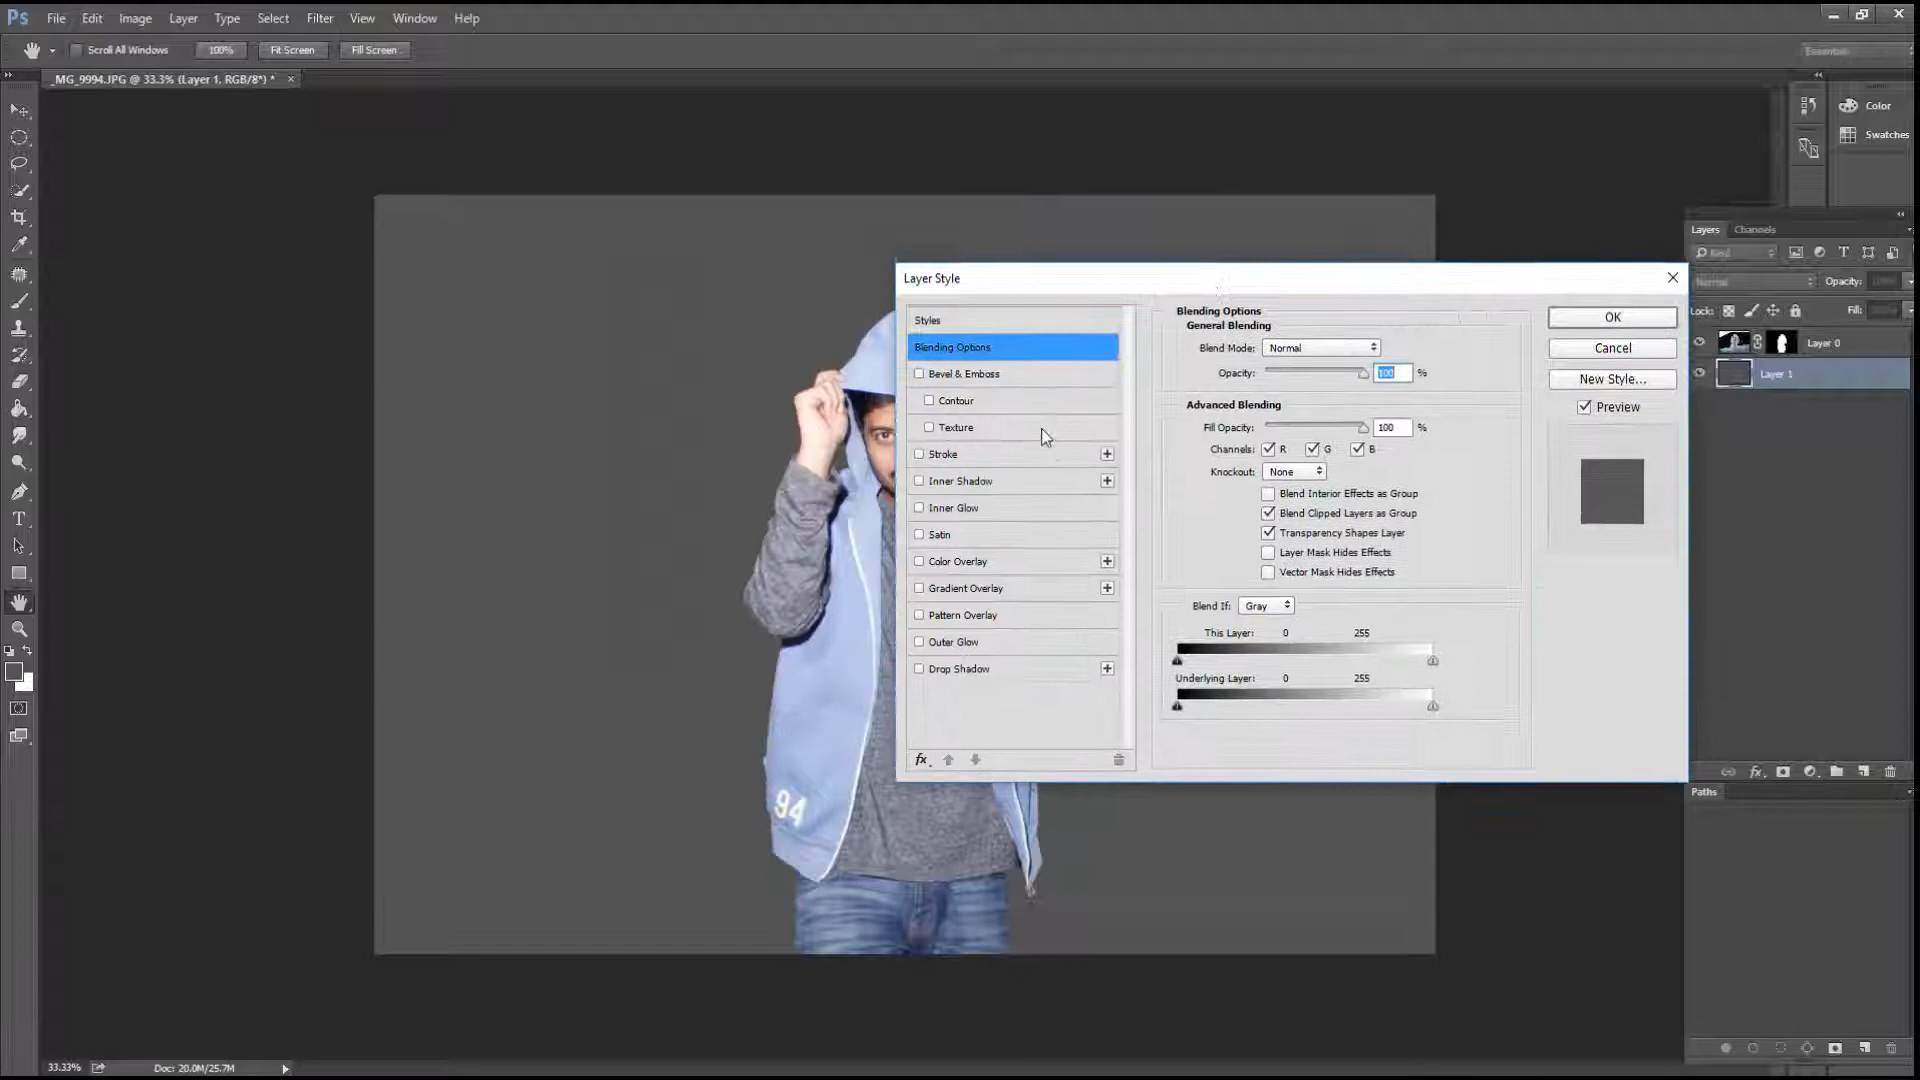 Ps File Edit Image Layer Type Select Filter View Window Help
Scroll All Windows 100% Fit Screen Fill Screen Essentials
_MG_9994.JPG @ 33.3% (Layer 1, RGB/8*) * ×
Color
Swatches
Layers Channels
Kind
Normal Opacity:
Lock: Fill:
Layer 0
Layer 1
Paths
Layer Style
Styles
Blending Options
Bevel & Emboss
Contour
Texture
Stroke
Inner Shadow
Inner Glow
Satin
Color Overlay
Gradient Overlay
Pattern Overlay
Outer Glow
Drop Shadow
fx
Blending Options
General Blending
Blend Mode: Normal
Opacity: 100 %
Advanced Blending
Fill Opacity: 100 %
Channels: R G B
Knockout: None
Blend Interior Effects as Group
Blend Clipped Layers as Group
Transparency Shapes Layer
Layer Mask Hides Effects
Vector Mask Hides Effects
Blend If: Gray
This Layer: 0 255
Underlying Layer: 0 255
OK
Cancel
New Style...
Preview
fx
94
33.33% Doc: 20.0M/25.7M